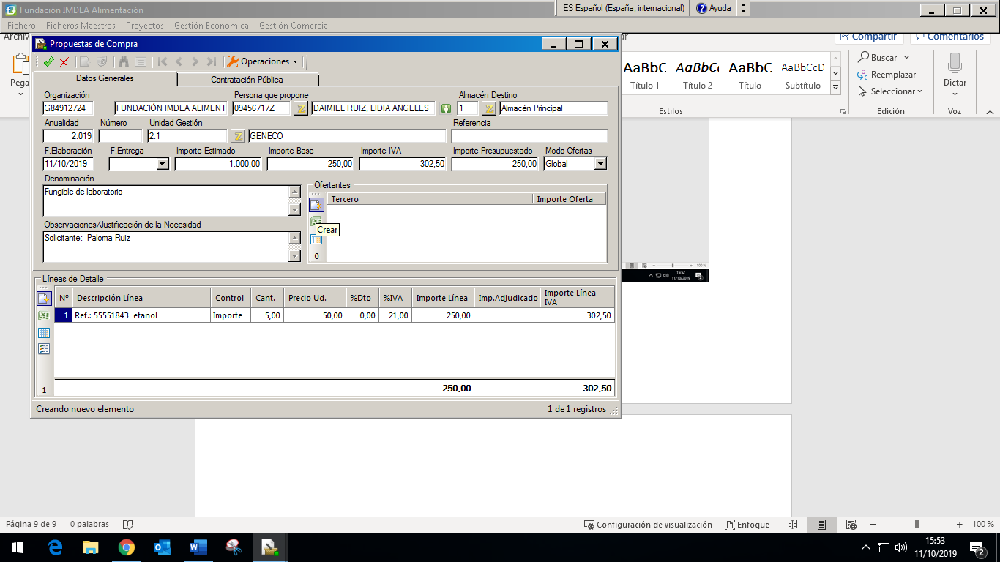 Fundación IMDEA Alimentación
ES Español (España, internacional)
Ayuda
Fichero Ficheros Maestros Proyectos Gestión Económica Gestión Comercial
Compartir
Comentarios
Propuestas de Compra
Operaciones
Datos Generales
Contratación Pública
Organización
Persona que propone
Almacén Destino
G84912724
FUNDACIÓN IMDEA ALIMENT
09456717Z
DAIMIEL RUIZ, LIDIA ANGELES
1
Almacén Principal
Anualidad
Número
Unidad Gestión
Referencia
2.019
2.1
GENECO
F.Elaboración
F.Entrega
Importe Estimado
Importe Base
Importe IVA
Importe Presupuestado
Modo Ofertas
11/10/2019
1.000,00
250,00
302,50
250,00
Global
Denominación
Fungible de laboratorio
Observaciones/Justificación de la Necesidad
Solicitante: Paloma Ruiz
Ofertantes
Tercero
Importe Oferta
Crear
0
Líneas de Detalle
Nº Descripción Línea Control Cant. Precio Ud. %Dto %IVA Importe Línea Imp.Adjudicado Importe Línea IVA
1 Ref.: 55551843 etanol Importe 5,00 50,00 0,00 21,00 250,00 302,50
1
250,00 302,50
Creando nuevo elemento
1 de 1 registros
AaBbC
AaBbC
AaBbC
AaBbCcD
Título 1
Título 2
Título
Subtítulo
Estilos
Buscar
Reemplazar
Seleccionar
Edición
Dictar
Voz
100 %
15:52
11/10/2019
Página 9 de 9
0 palabras
Configuración de visualización
Enfoque
100 %
15:53
11/10/2019
2